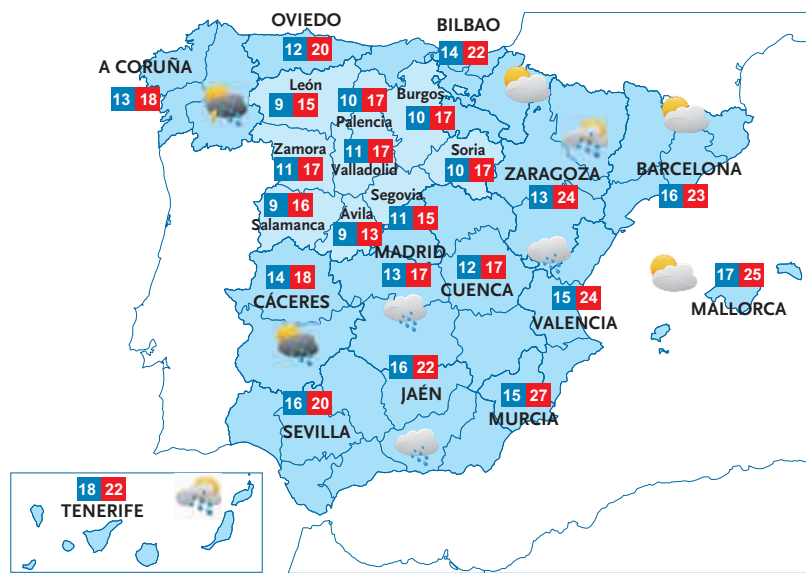 OVIEDO
12 20
BILBAO
14 22
A CORUÑA
13 18
León
9 15
10 17
Palencia
Burgos
10 17
Zamora
11 17
11 17
Valladolid
Soria
10 17
ZARAGOZA
13 24
BARCELONA
16 23
9 16
Salamanca
Segovia
11 15
Ávila
9 13
MADRID
13 17
12 17
CUENCA
14 18
CÁCERES
15 24
VALENCIA
17 25
MALLORCA
16 22
JAÉN
16 20
SEVILLA
15 27
MURCIA
18 22
TENERIFE